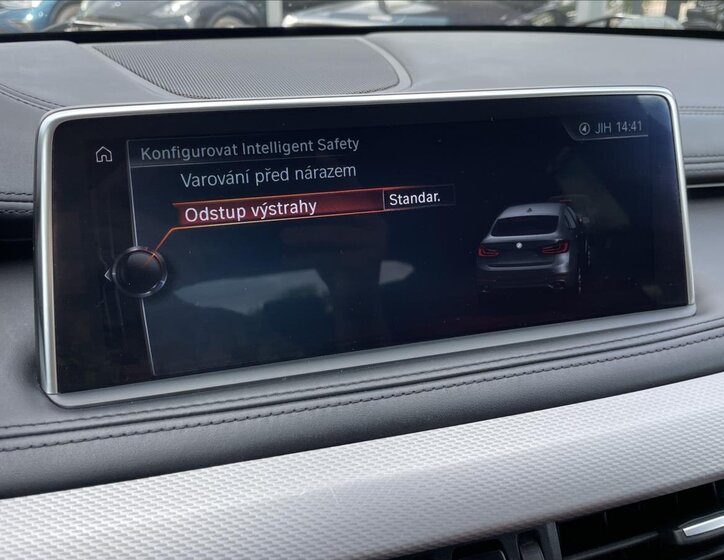 JIH 14:41
Konfigurovat Intelligent Safety
Varování před nárazem
Odstup výstrahy Standar.